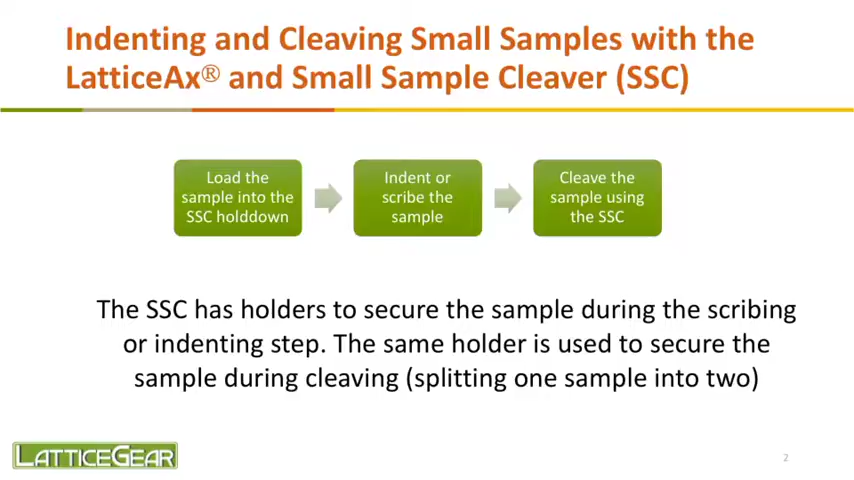 Indenting and Cleaving Small Samples with the
LatticeAx® and Small Sample Cleaver (SSC)
Load the
sample into the
SSC holddown
Indent or
scribe the
sample
Cleave the
sample using
the SSC
The SSC has holders to secure the sample during the scribing
or indenting step. The same holder is used to secure the
sample during cleaving (splitting one sample into two)
LATTICEGEAR
2